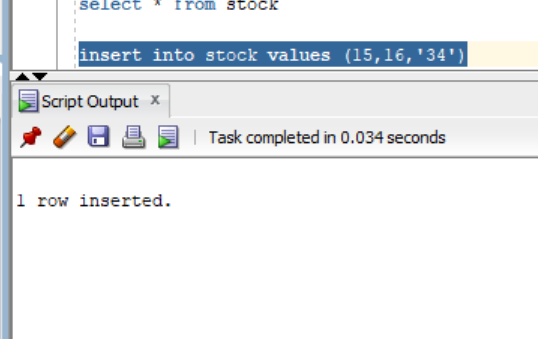 select * from stock
insert into stock values (15,16,'34')
Script Output x
Task completed in 0.034 seconds
1 row inserted.